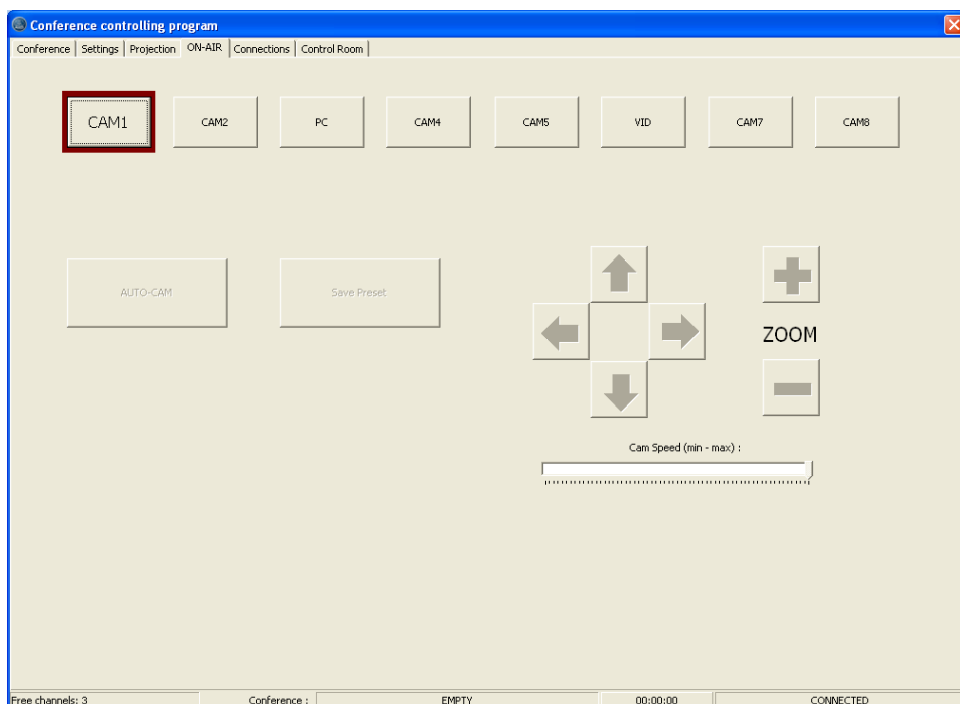 Conference controlling program
Conference Settings Projection ON-AIR Connections Control Room
CAM1 CAM2 PC CAM4 CAM5 VID CAM7 CAM8
AUTO-CAM Save Preset
ZOOM
Cam Speed (min - max) :
Free channels: 3 Conference : EMPTY 00:00:00 CONNECTED